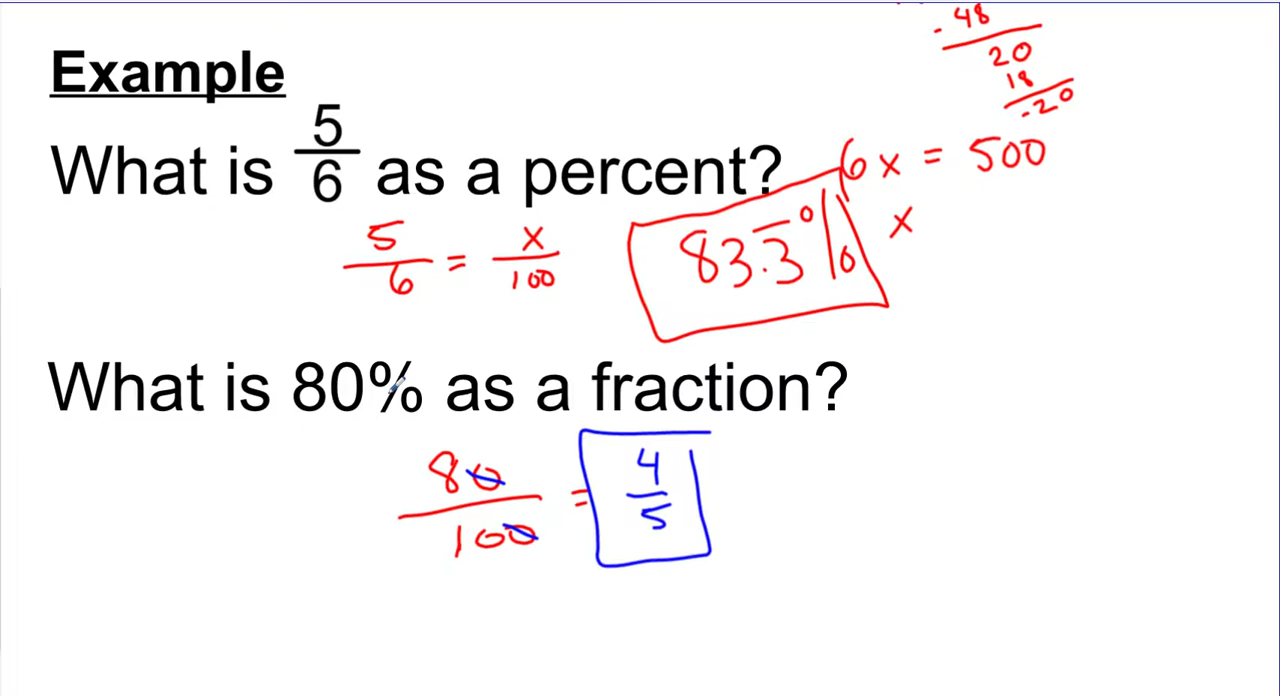 - 48
20
18
- 20
Example
What is 5/6 as a percent?
6x = 500
x
5/6 = x/100
83.3̅%
What is 80% as a fraction?
80/100 = 4/5